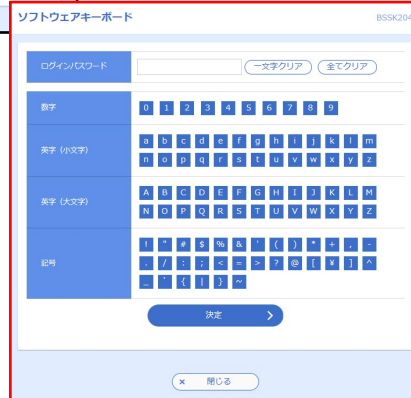 ソフトウェアキーボード BSSK204
ログインパスワード 一文字クリア 全てクリア
数字 0 1 2 3 4 5 6 7 8 9
英字（小文字） a b c d e f g h i j k l m
n o p q r s t u v w x y z
英字（大文字） A B C D E F G H I J K L M
N O P Q R S T U V W X Y Z
記号 ! " # $ % & ' ( ) * + , -
. / : ; < = > ? @ [ ¥ ] ^
_ ` { | } ~
決定
× 閉じる